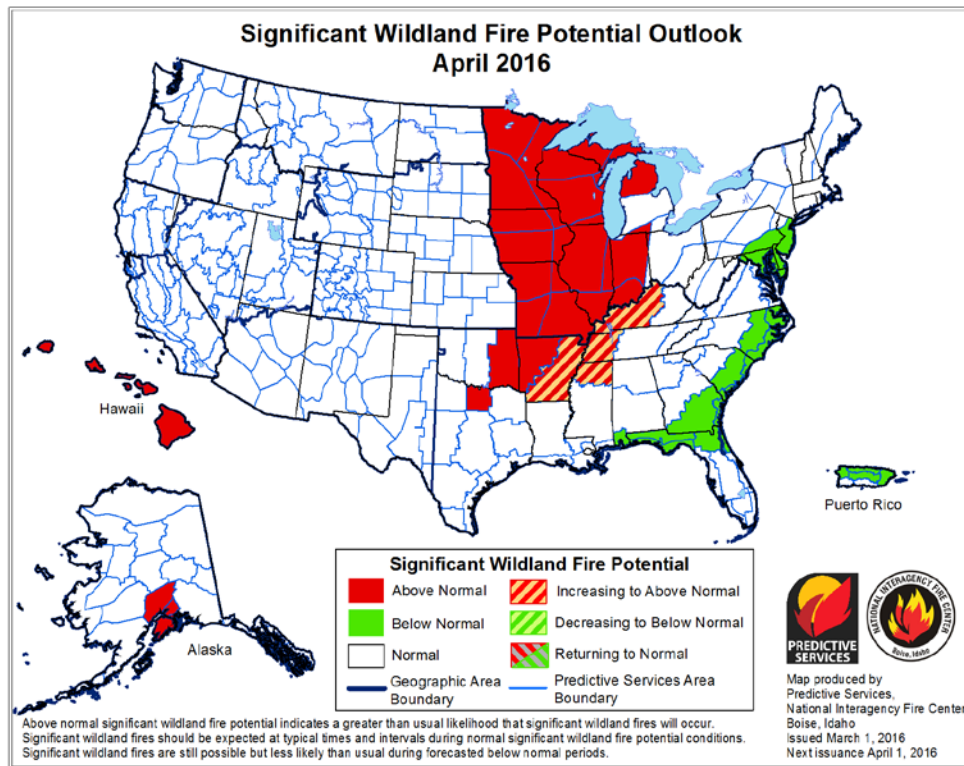 Significant Wildland Fire Potential Outlook
April 2016
Hawaii
Puerto Rico
Alaska
Significant Wildland Fire Potential
Above Normal
Increasing to Above Normal
Below Normal
Decreasing to Below Normal
Normal
Returning to Normal
Geographic Area
Boundary
Predictive Services Area
Boundary
PREDICTIVE
SERVICES
NATIONAL INTERAGENCY FIRE CENTER
Boise, Idaho
Map produced by
Predictive Services,
National Interagency Fire Center
Boise, Idaho
Issued March 1, 2016
Next issuance April 1, 2016
Above normal significant wildland fire potential indicates a greater than usual likelihood that significant wildland fires will occur.
Significant wildland fires should be expected at typical times and intervals during normal significant wildland fire potential conditions.
Significant wildland fires are still possible but less likely than usual during forecasted below normal periods.